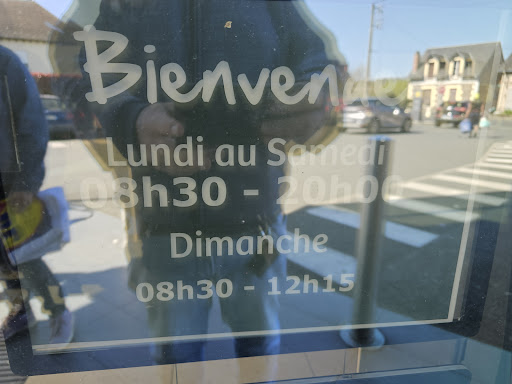 Bienvenue
Lundi au Samedi
08h30 - 20h00
Dimanche
08h30 - 12h15